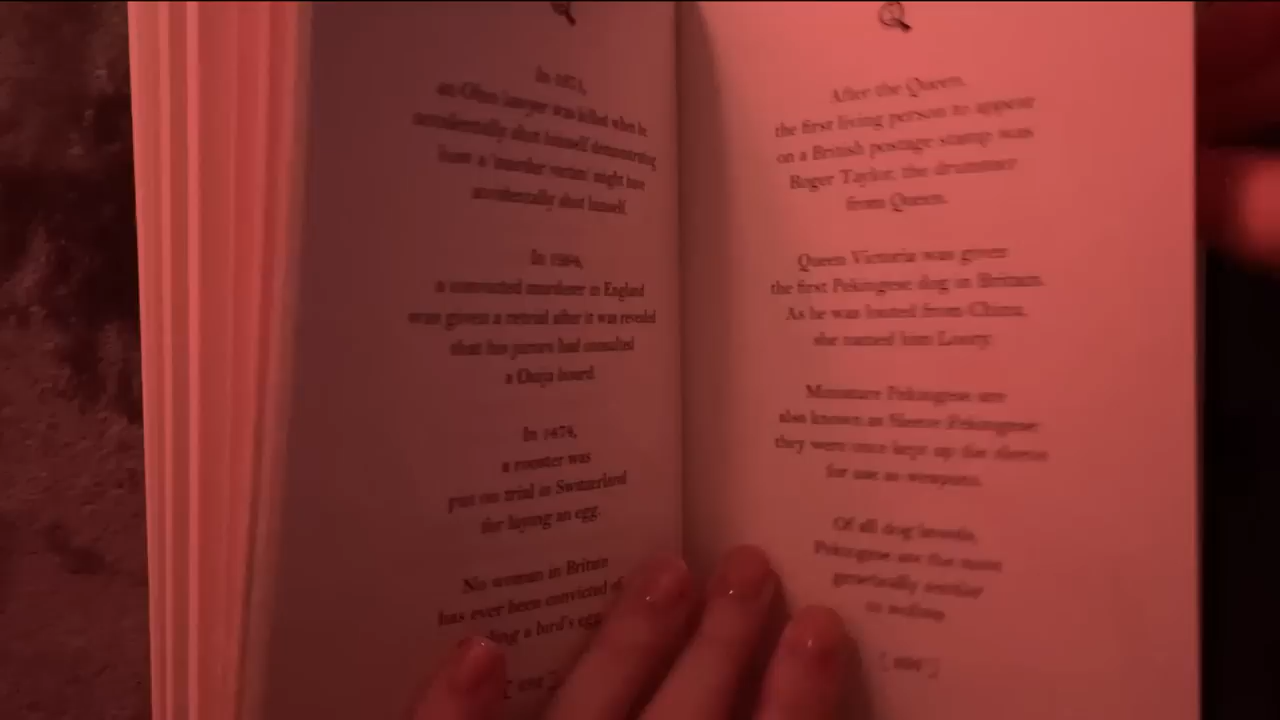 In 1871,
an Ohio lawyer was killed when he
accidentally shot himself demonstrating
how a 'murder victim' might have
accidentally shot himself.
In 1994,
a convicted murderer in England
was given a retrial after it was revealed
that his jurors had consulted
a Ouija board.
In 1474,
a rooster was
put on trial in Switzerland
for laying an egg.
No woman in Britain
has ever been convicted of
a bird's egg
After the Queen,
the first living person to appear
on a British postage stamp was
Roger Taylor, the drummer
from Queen.
Queen Victoria was given
the first Pekingese dog in Britain.
As he was looted from China,
she named him Looty.
Miniature Pekingese are
also known as Sleeve Pekingese:
they were once kept up the sleeve
for use as weapons.
Of all dog breeds,
Pekingese are the most
genetically similar
to wolves.